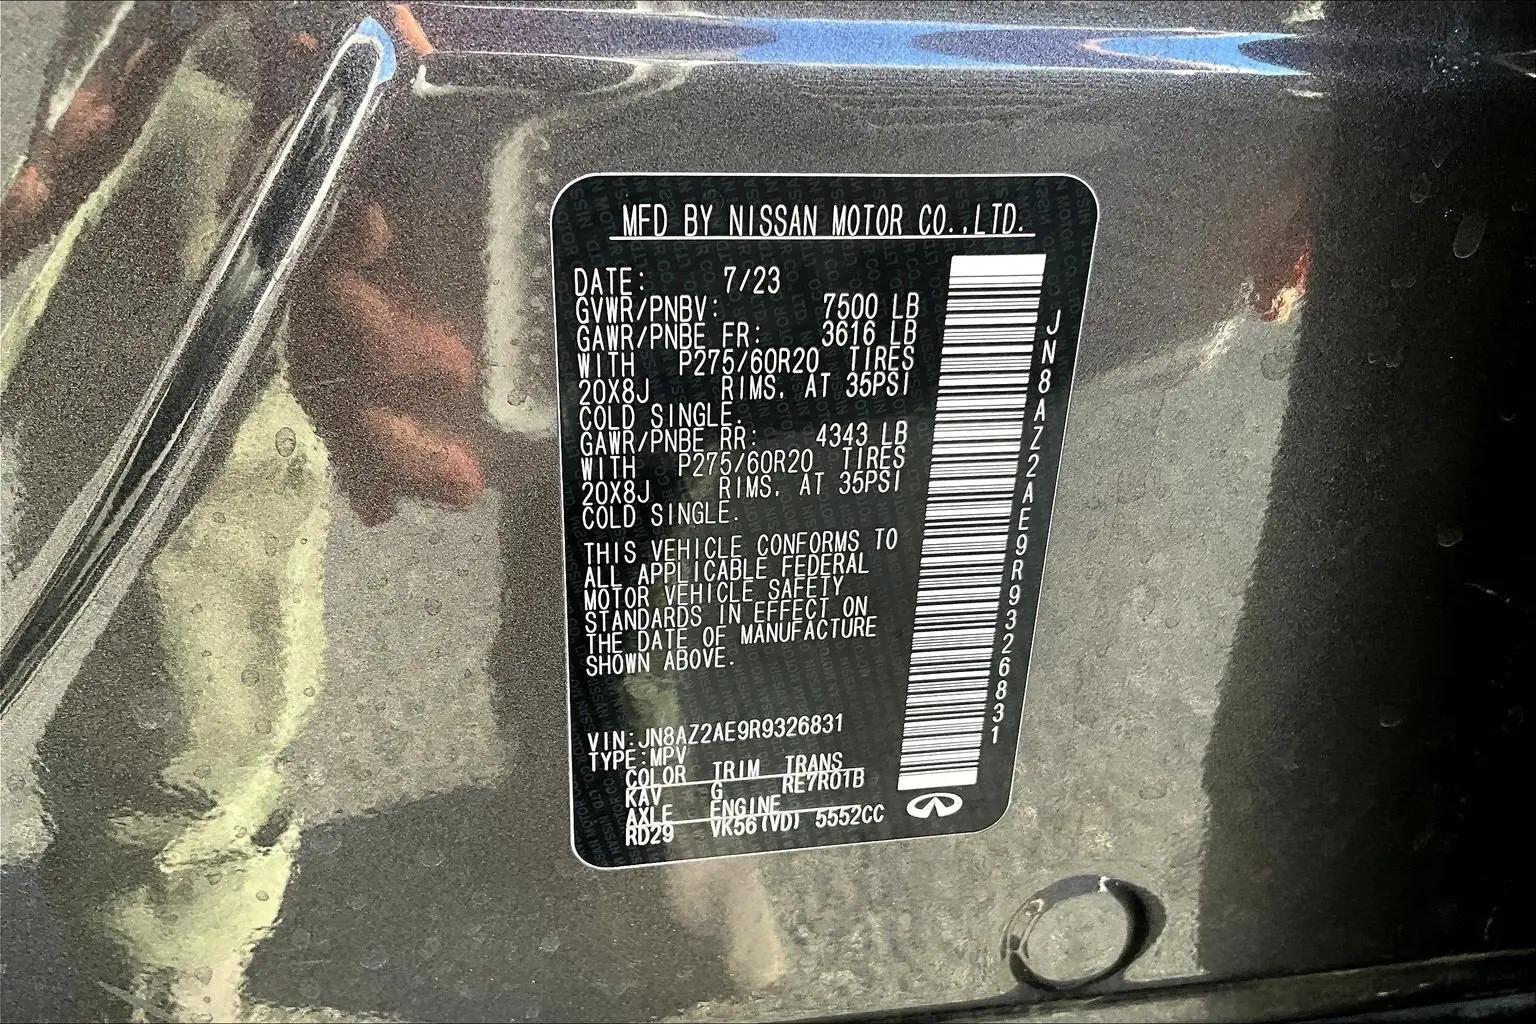 MFD BY NISSAN MOTOR CO.,LTD.
DATE: 7/23
GVWR/PNBV: 7500 LB
GAWR/PNBE FR: 3616 LB
WITH P275/60R20 TIRES
20X8J RIMS, AT 35PSI
COLD SINGLE.
GAWR/PNBE RR: 4343 LB
WITH P275/60R20 TIRES
20X8J RIMS, AT 35PSI
COLD SINGLE.
THIS VEHICLE CONFORMS TO
ALL APPLICABLE FEDERAL
MOTOR VEHICLE SAFETY
STANDARDS IN EFFECT ON
THE DATE OF MANUFACTURE
SHOWN ABOVE.
VIN:JN8AZ2AE9R9326831
TYPE:MPV
COLOR TRIM TRANS
KAV G RE7R01B
AXLE ENGINE
RD29 VK56(VD) 5552CC
JN8AZ2AE9R9326831